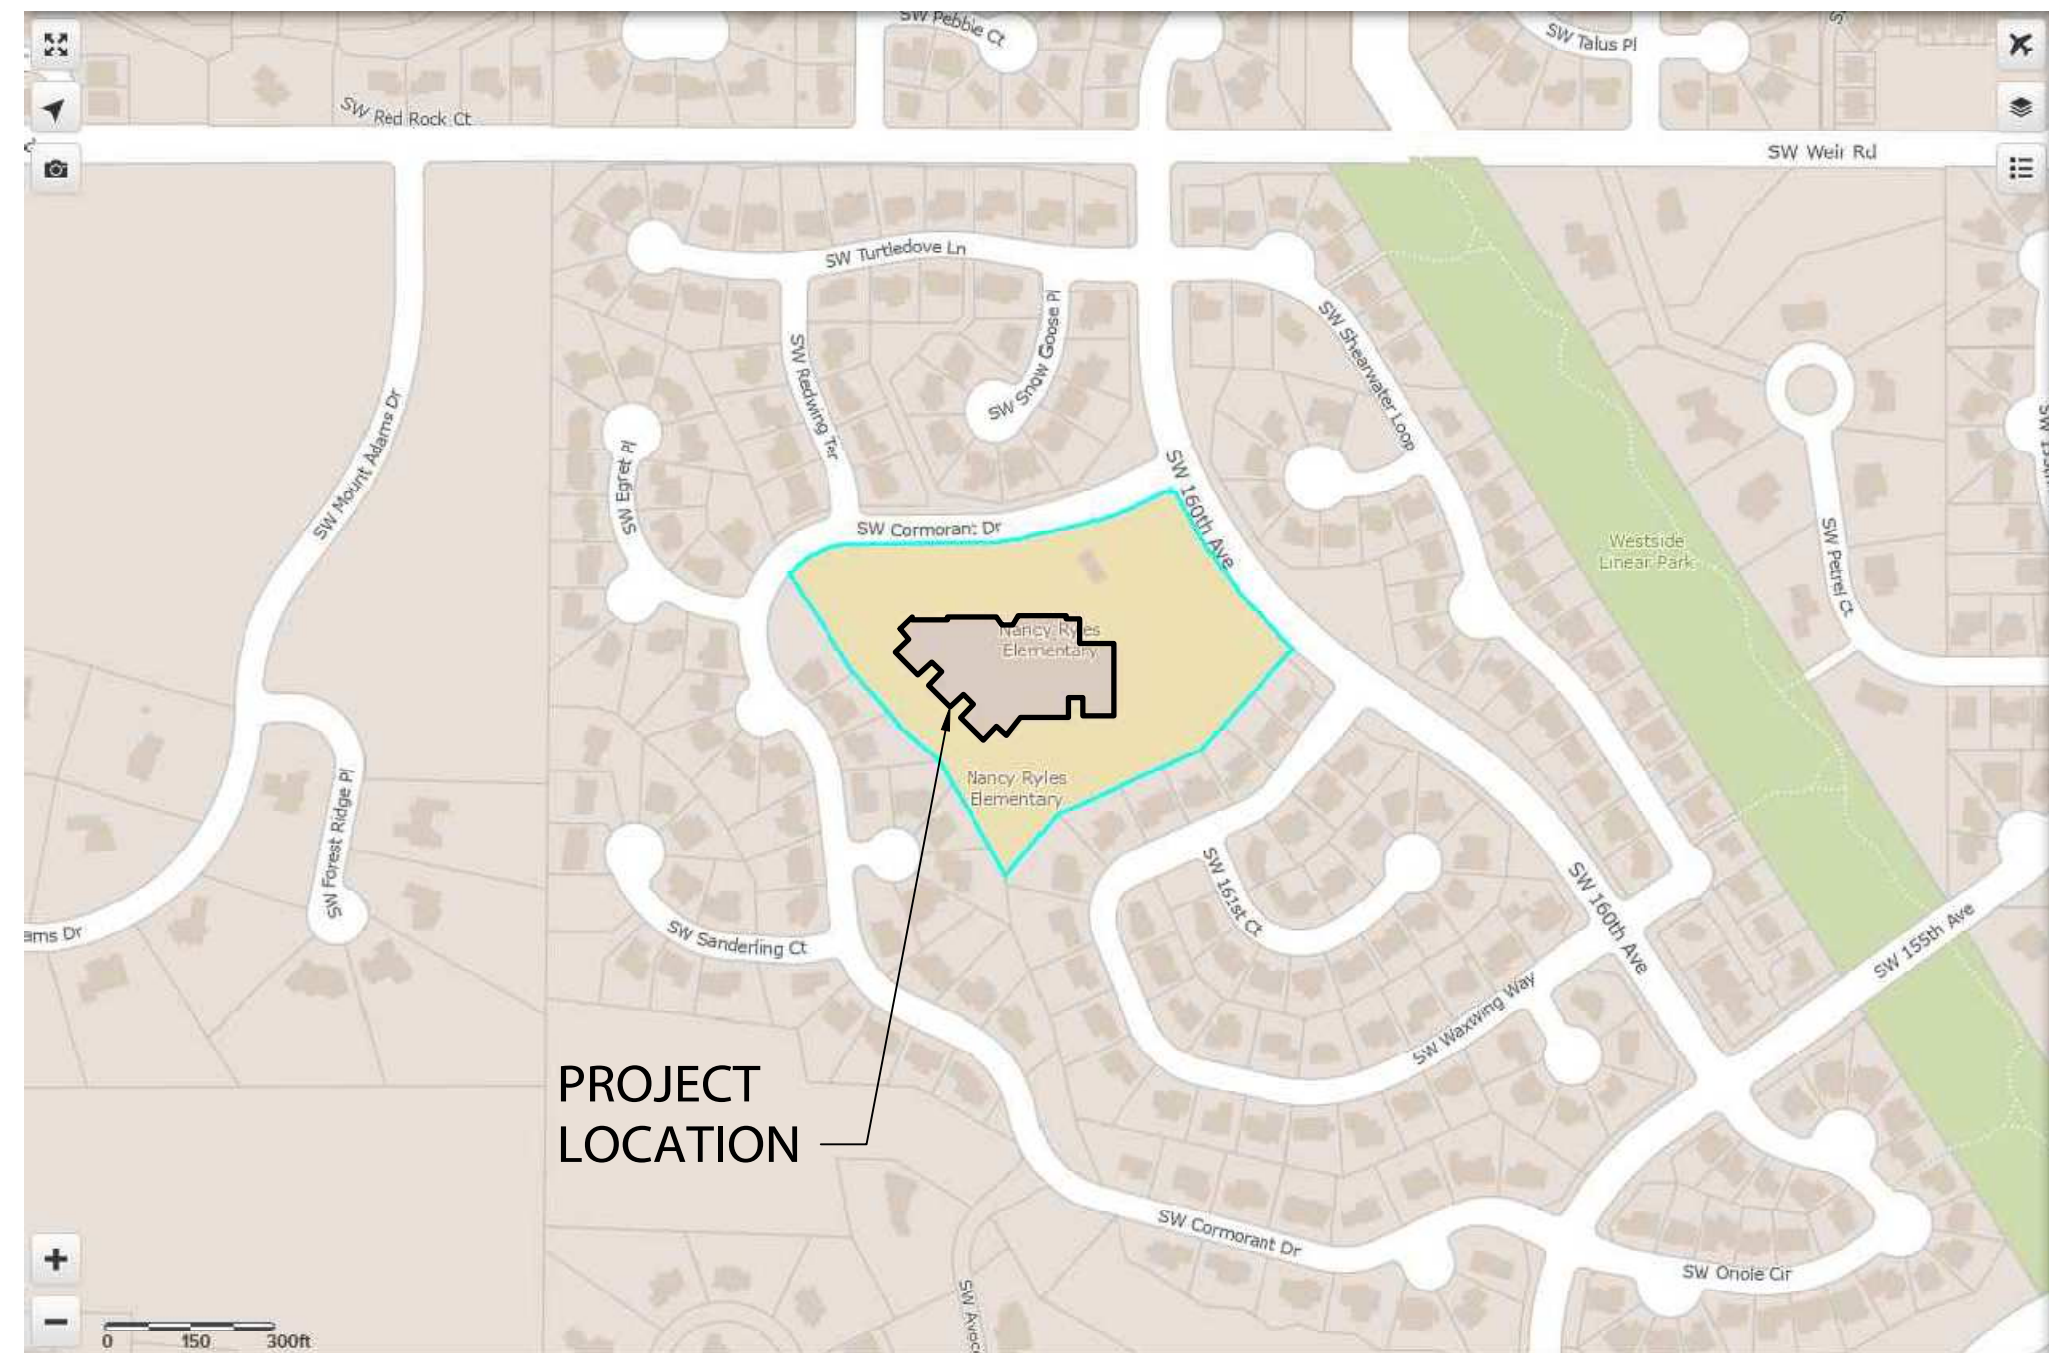 SW Pebble Ct
SW Talus Pl
SW Red Rock Ct
SW Weir Rd
SW Turtledove Ln
SW Snow Goose Pl
SW Shearwater Loop
SW Redwing Ter
SW Mount Adams Dr
SW Egret Pl
SW 160th Ave
SW Cormorant Dr
Westside
Linear Park
SW Petrel Ct
Nancy Ryles
Elementary
Nancy Ryles
Elementary
SW Forest Ridge Pl
SW 161st Ct
SW 160th Ave
ams Dr
SW Sanderling Ct
SW 155th Ave
SW Waxwing Way
PROJECT
LOCATION
SW Cormorant Dr
SW Oriole Cir
SW Avoc
0 150 300ft